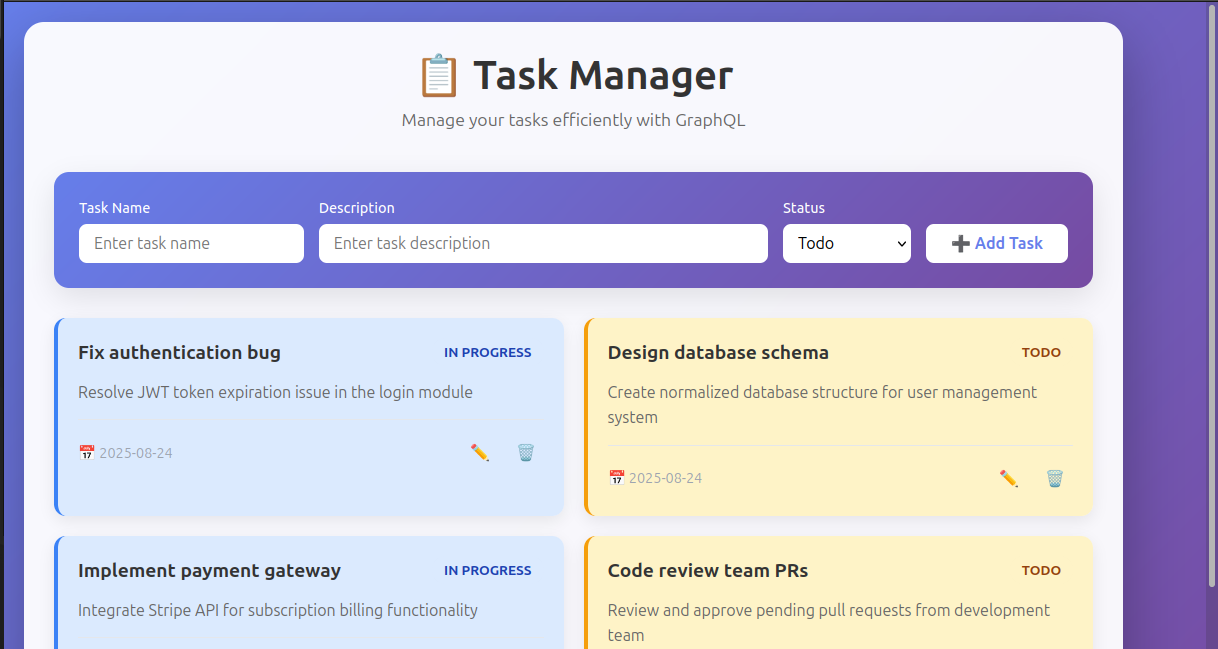 📋 Task Manager
Manage your tasks efficiently with GraphQL
Task Name Description Status
Enter task name Enter task description Todo ➕ Add Task
Fix authentication bug IN PROGRESS
Resolve JWT token expiration issue in the login module
📅 2025-08-24 ✏️ 🗑️
Design database schema TODO
Create normalized database structure for user management
system
📅 2025-08-24 ✏️ 🗑️
Implement payment gateway IN PROGRESS
Integrate Stripe API for subscription billing functionality
Code review team PRs TODO
Review and approve pending pull requests from development
team